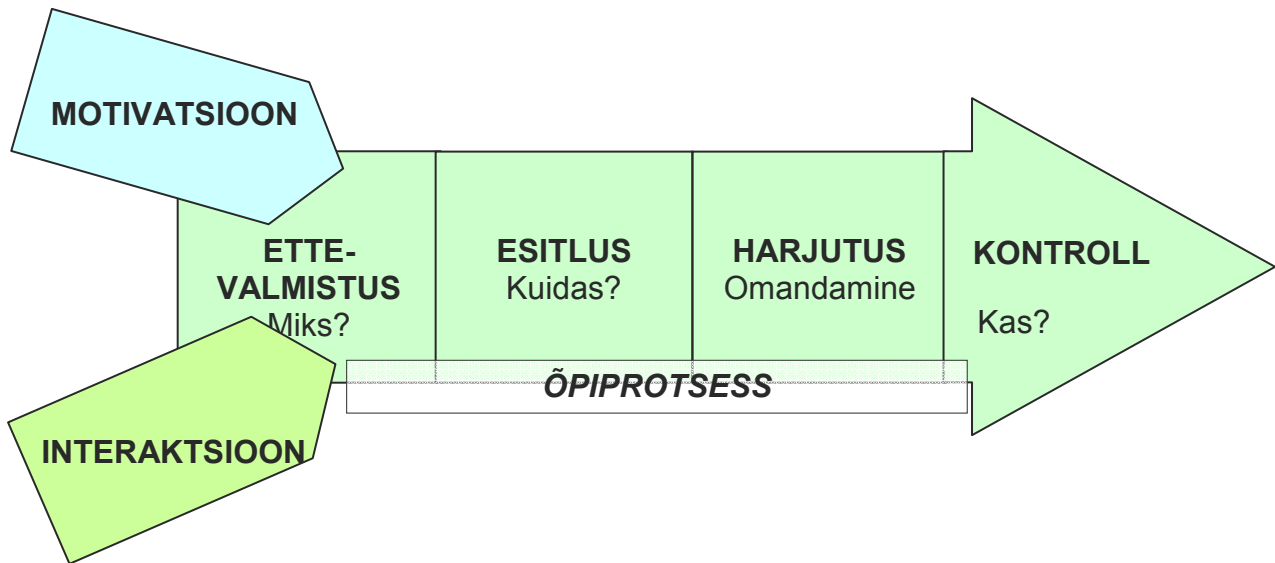 MOTIVATSIOON
ETTE-
VALMISTUS
Miks?
ESITLUS
Kuidas?
HARJUTUS
Omandamine
KONTROLL
Kas?
ÕPIPROTSESS
INTERAKTSIOON